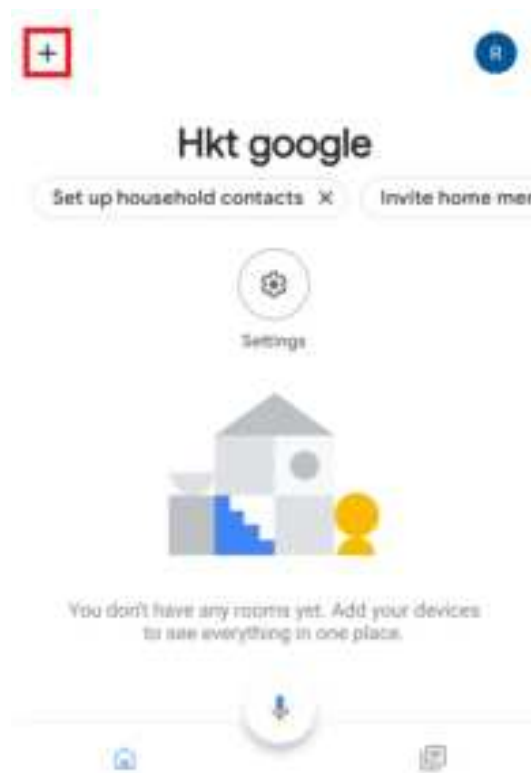 +
R
Hkt google
Set up household contacts ×
Invite home mem
Settings
You don't have any rooms yet. Add your devices
to see everything in one place.